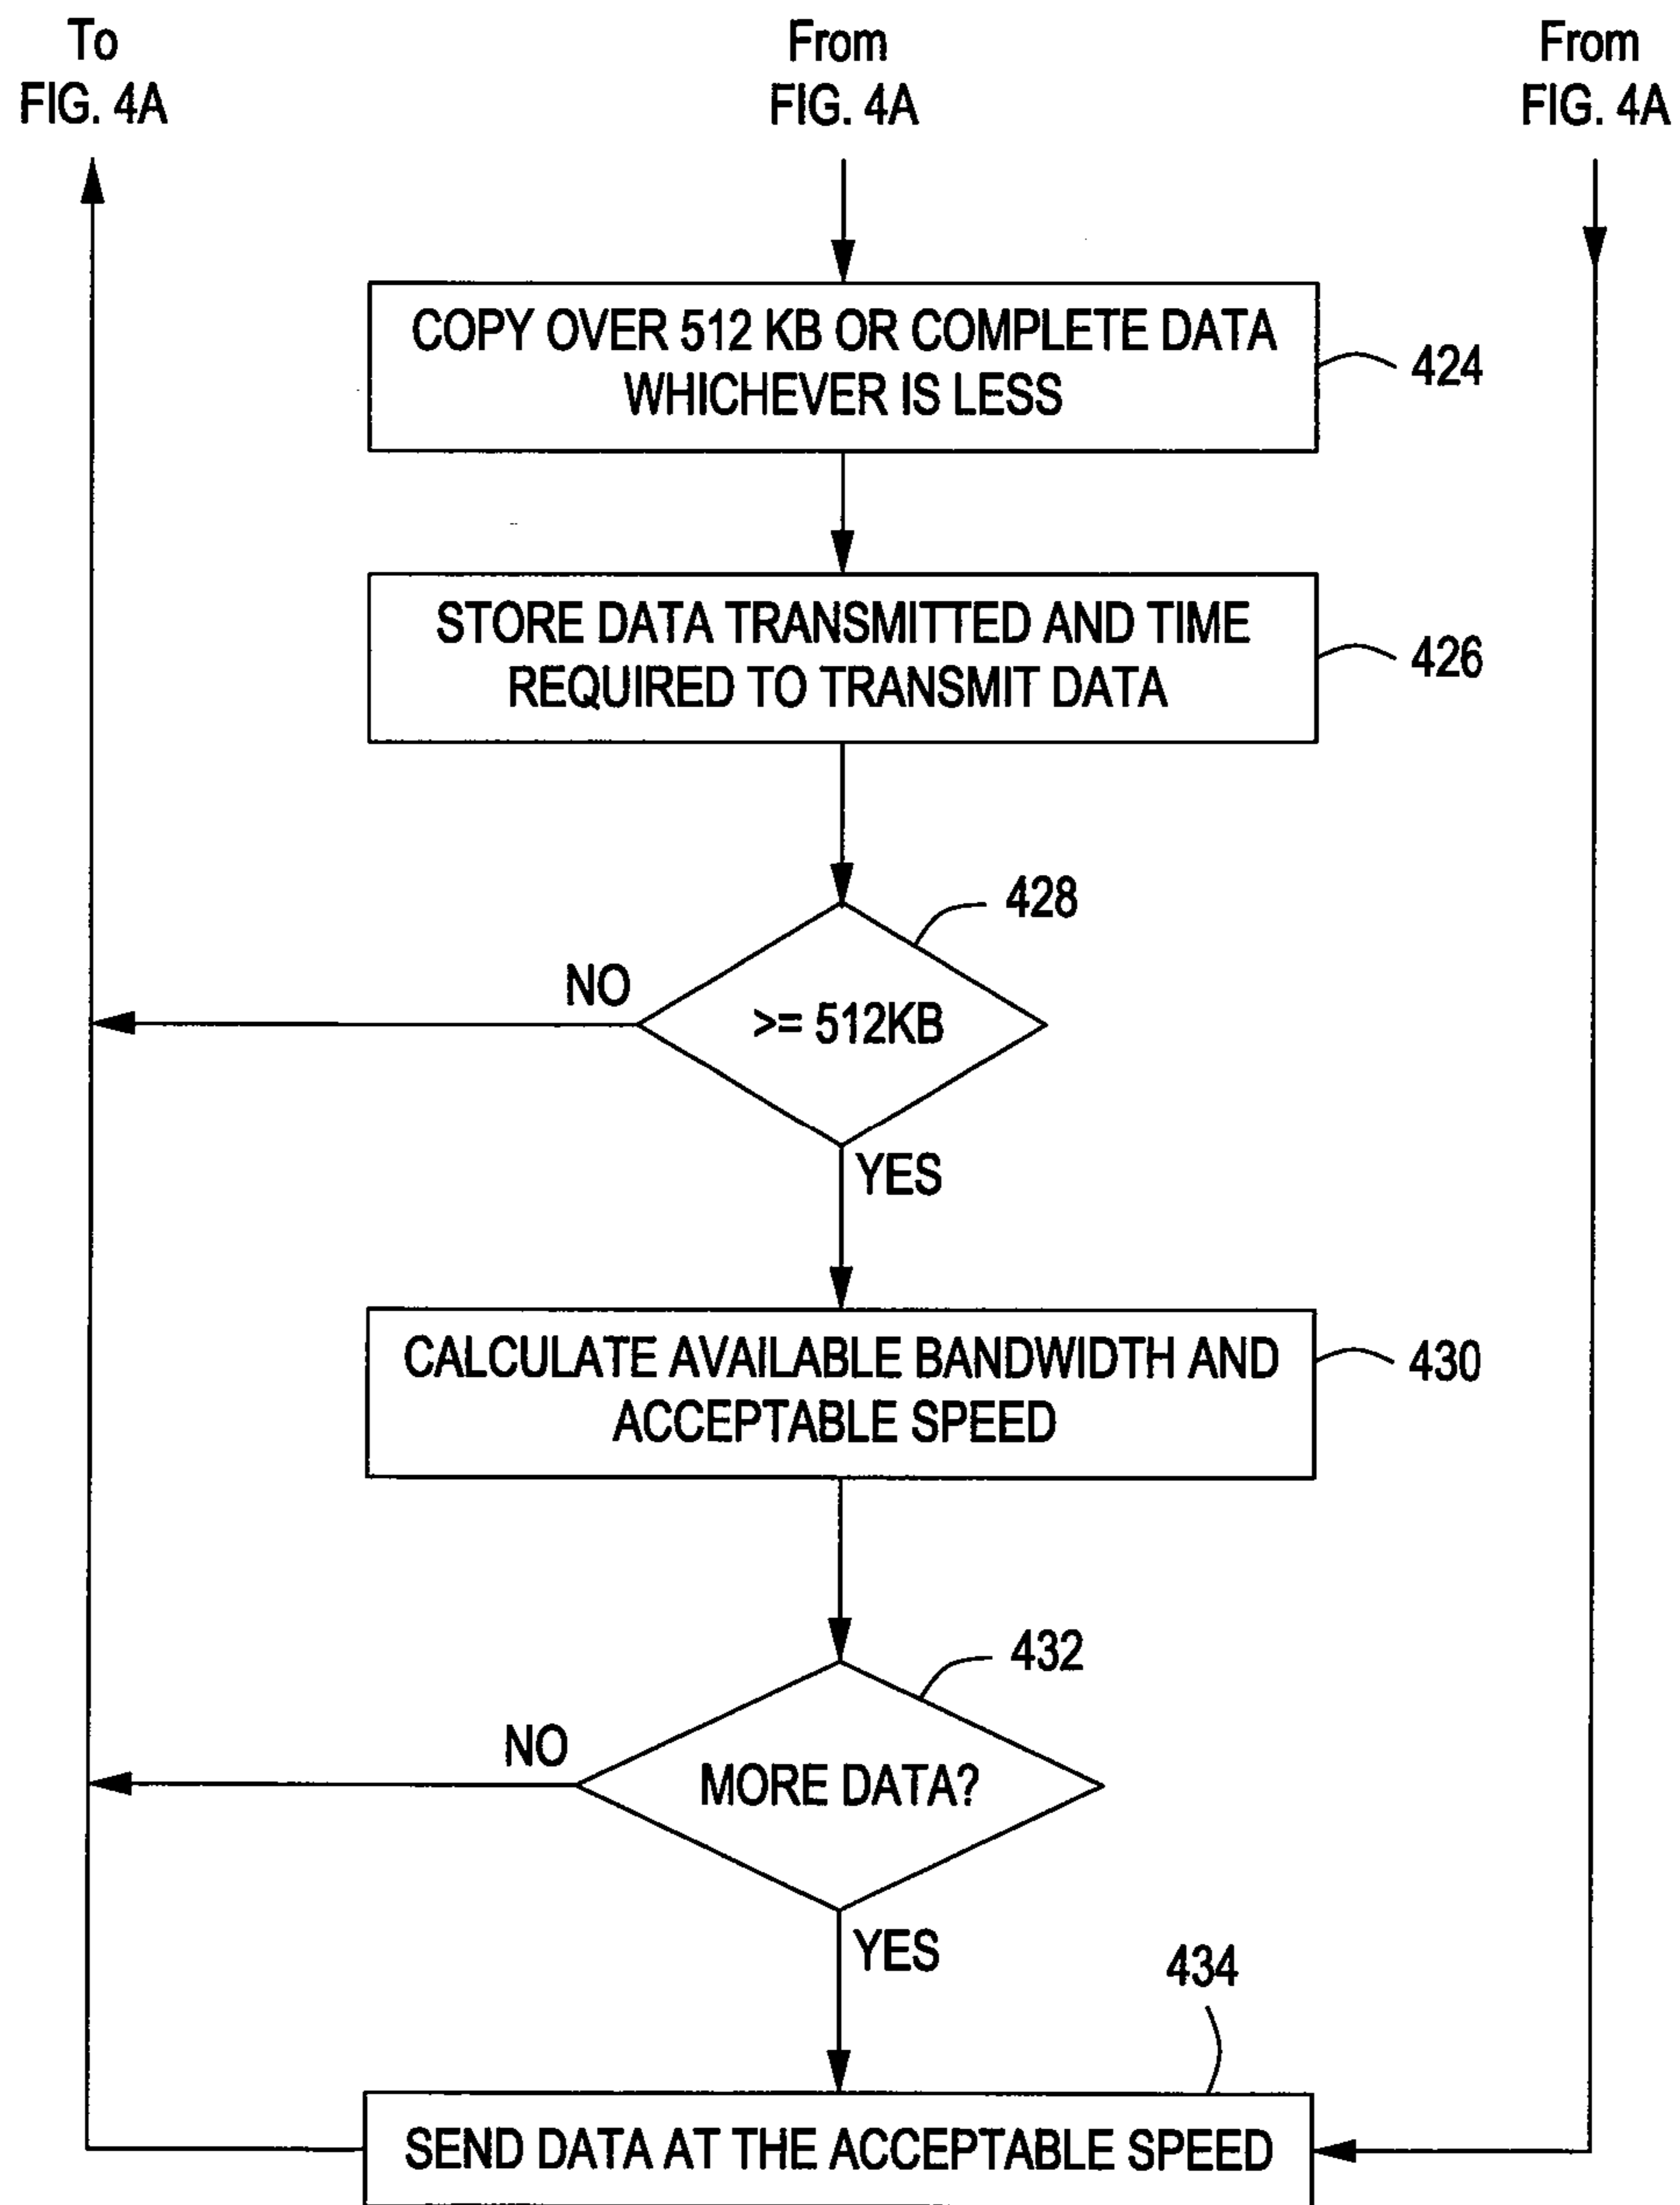 To
FIG. 4A
From
FIG. 4A
From
FIG. 4A
COPY OVER 512 KB OR COMPLETE DATA
WHICHEVER IS LESS
424
STORE DATA TRANSMITTED AND TIME
REQUIRED TO TRANSMIT DATA
426
428
NO
>= 512KB
YES
CALCULATE AVAILABLE BANDWIDTH AND
ACCEPTABLE SPEED
430
432
NO
MORE DATA?
YES
434
SEND DATA AT THE ACCEPTABLE SPEED